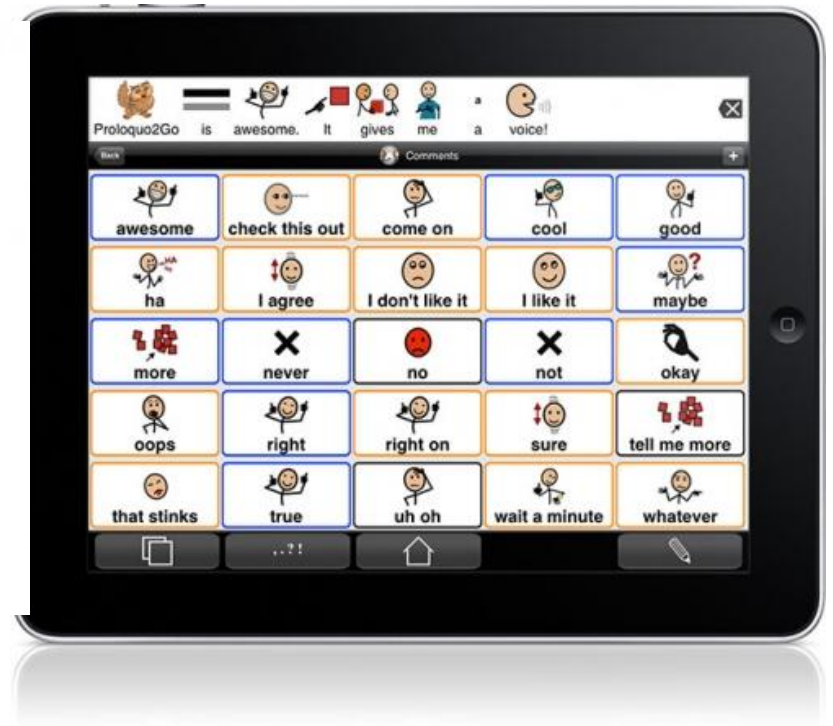 Proloquo2Go is awesome. It gives me a a voice!
Back Comments +
awesome check this out come on cool good
HA
ha I agree I don't like it I like it maybe
more never no not okay
oops right right on sure tell me more
that stinks true uh oh wait a minute whatever
,.?!